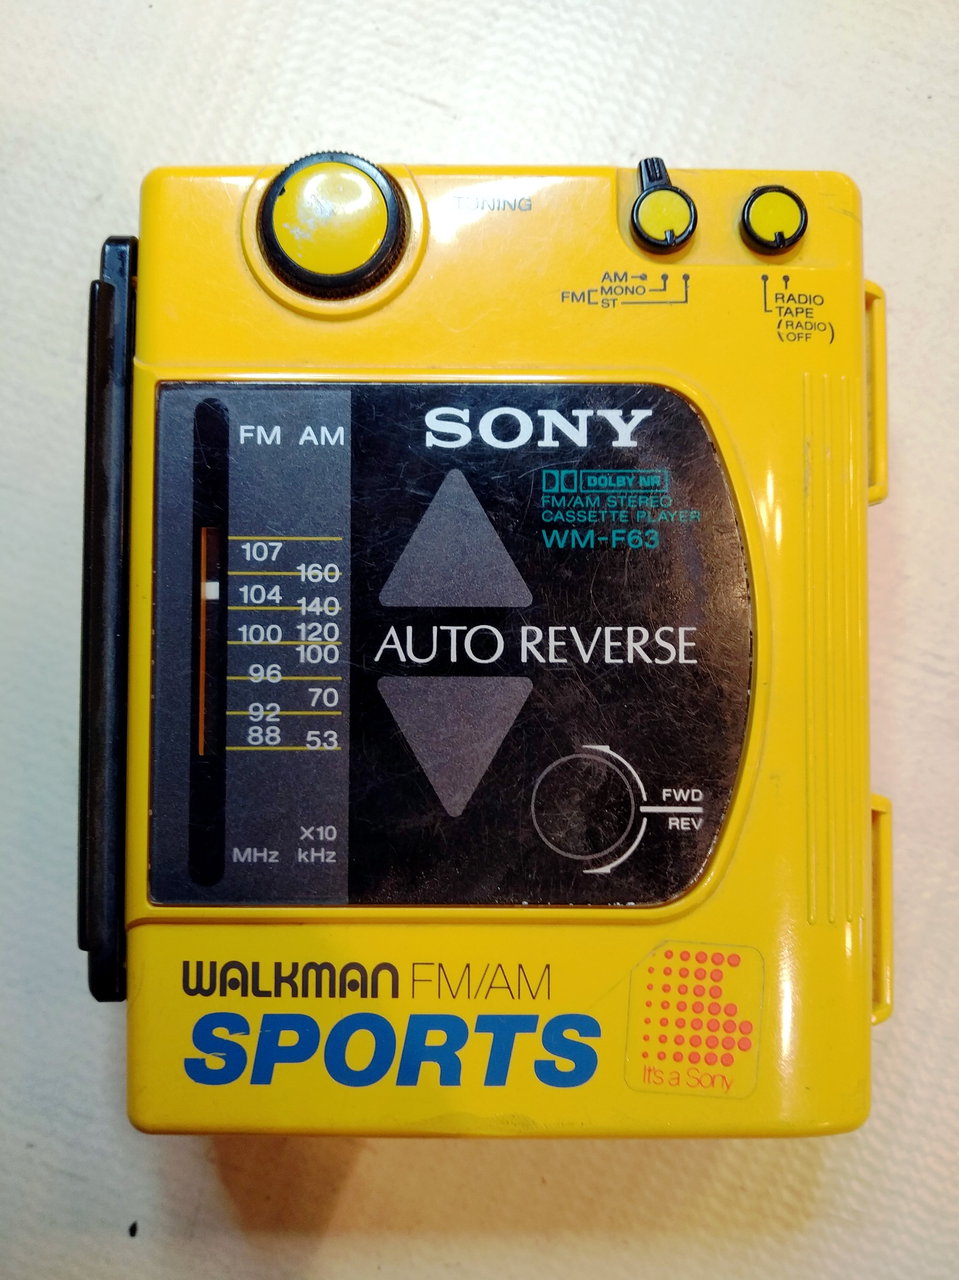 TUNING
AM
FM MONO
ST
RADIO
TAPE
(RADIO
OFF)
FM AM
SONY
DOLBY NR
FM/AM STEREO
CASSETTE PLAYER
WM-F63
107
160
104
140
100 120
100
96
70
92
88 53
AUTO REVERSE
FWD
REV
X10
MHz kHz
WALKMAN FM/AM
SPORTS
It's a Sony